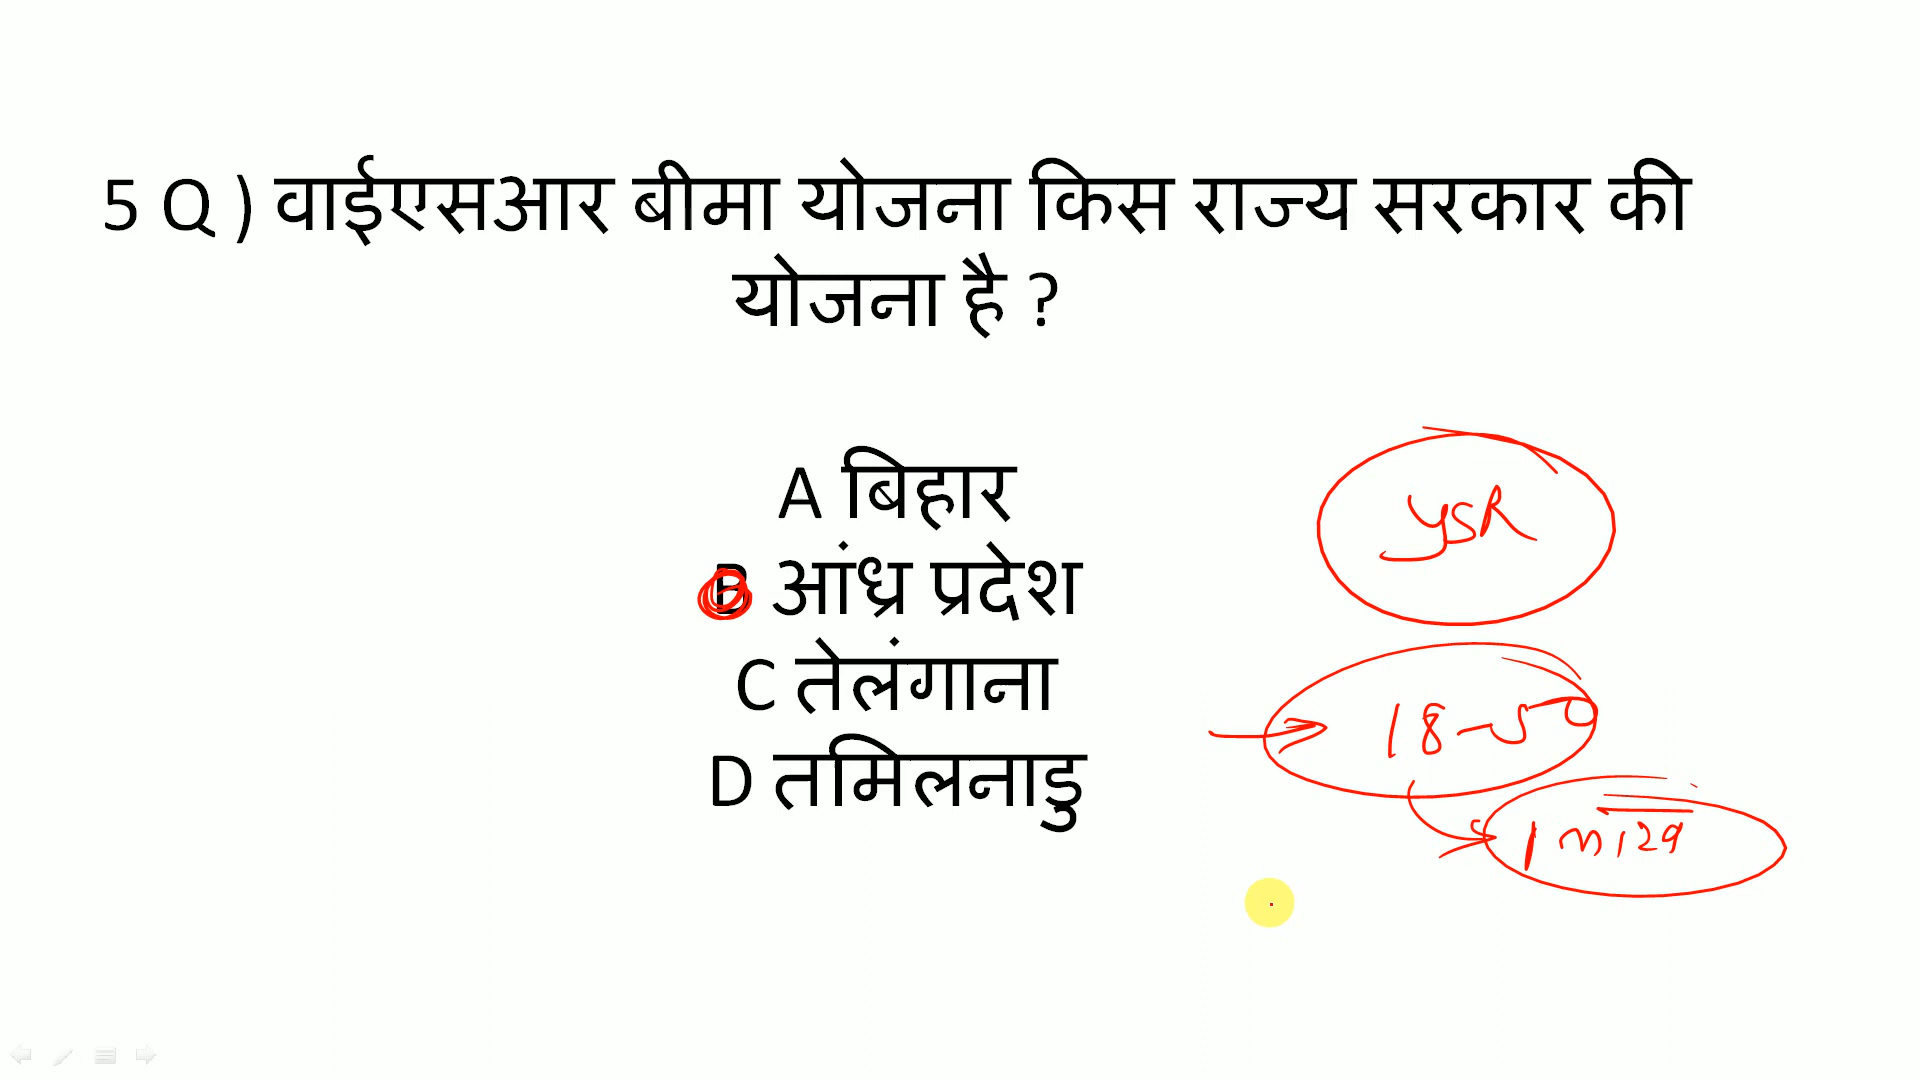 5 Q ) वाईएसआर बीमा योजना किस राज्य सरकार की
योजना है ?
A बिहार
B आंध्र प्रदेश
C तेलंगाना
D तमिलनाडु
YSR
18-50